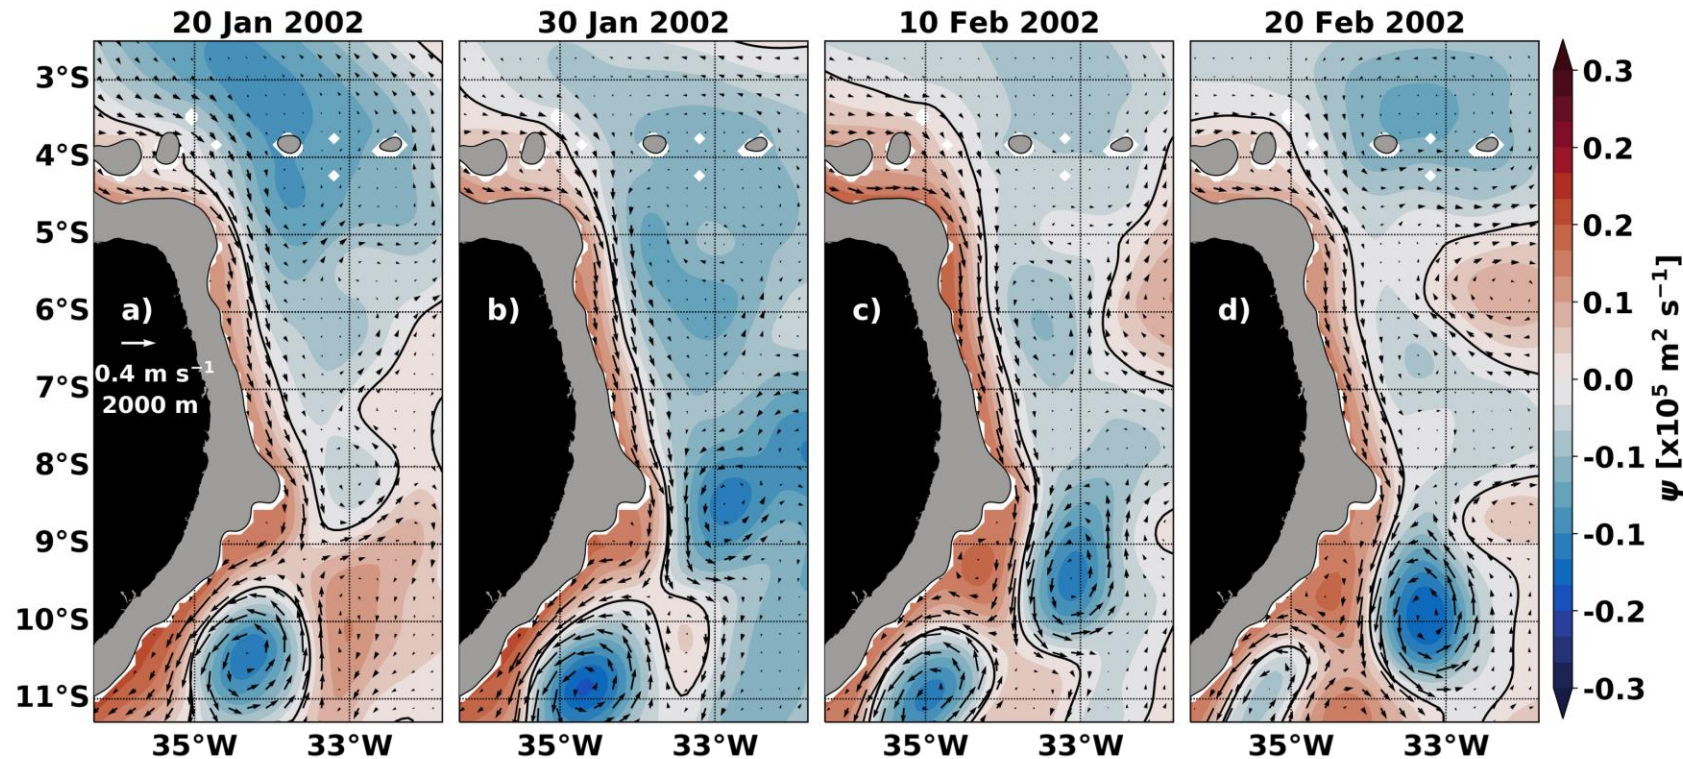 20 Jan 2002 30 Jan 2002 10 Feb 2002 20 Feb 2002
3°S
4°S
5°S
6°S
7°S
8°S
9°S
10°S
11°S
a)
0.4 m s⁻¹
2000 m
b)
c)
d)
35°W 33°W 35°W 33°W 35°W 33°W 35°W 33°W
0.3
0.2
0.2
0.1
0.0
-0.1
-0.1
-0.2
-0.3
ψ [x10⁵ m² s⁻¹]